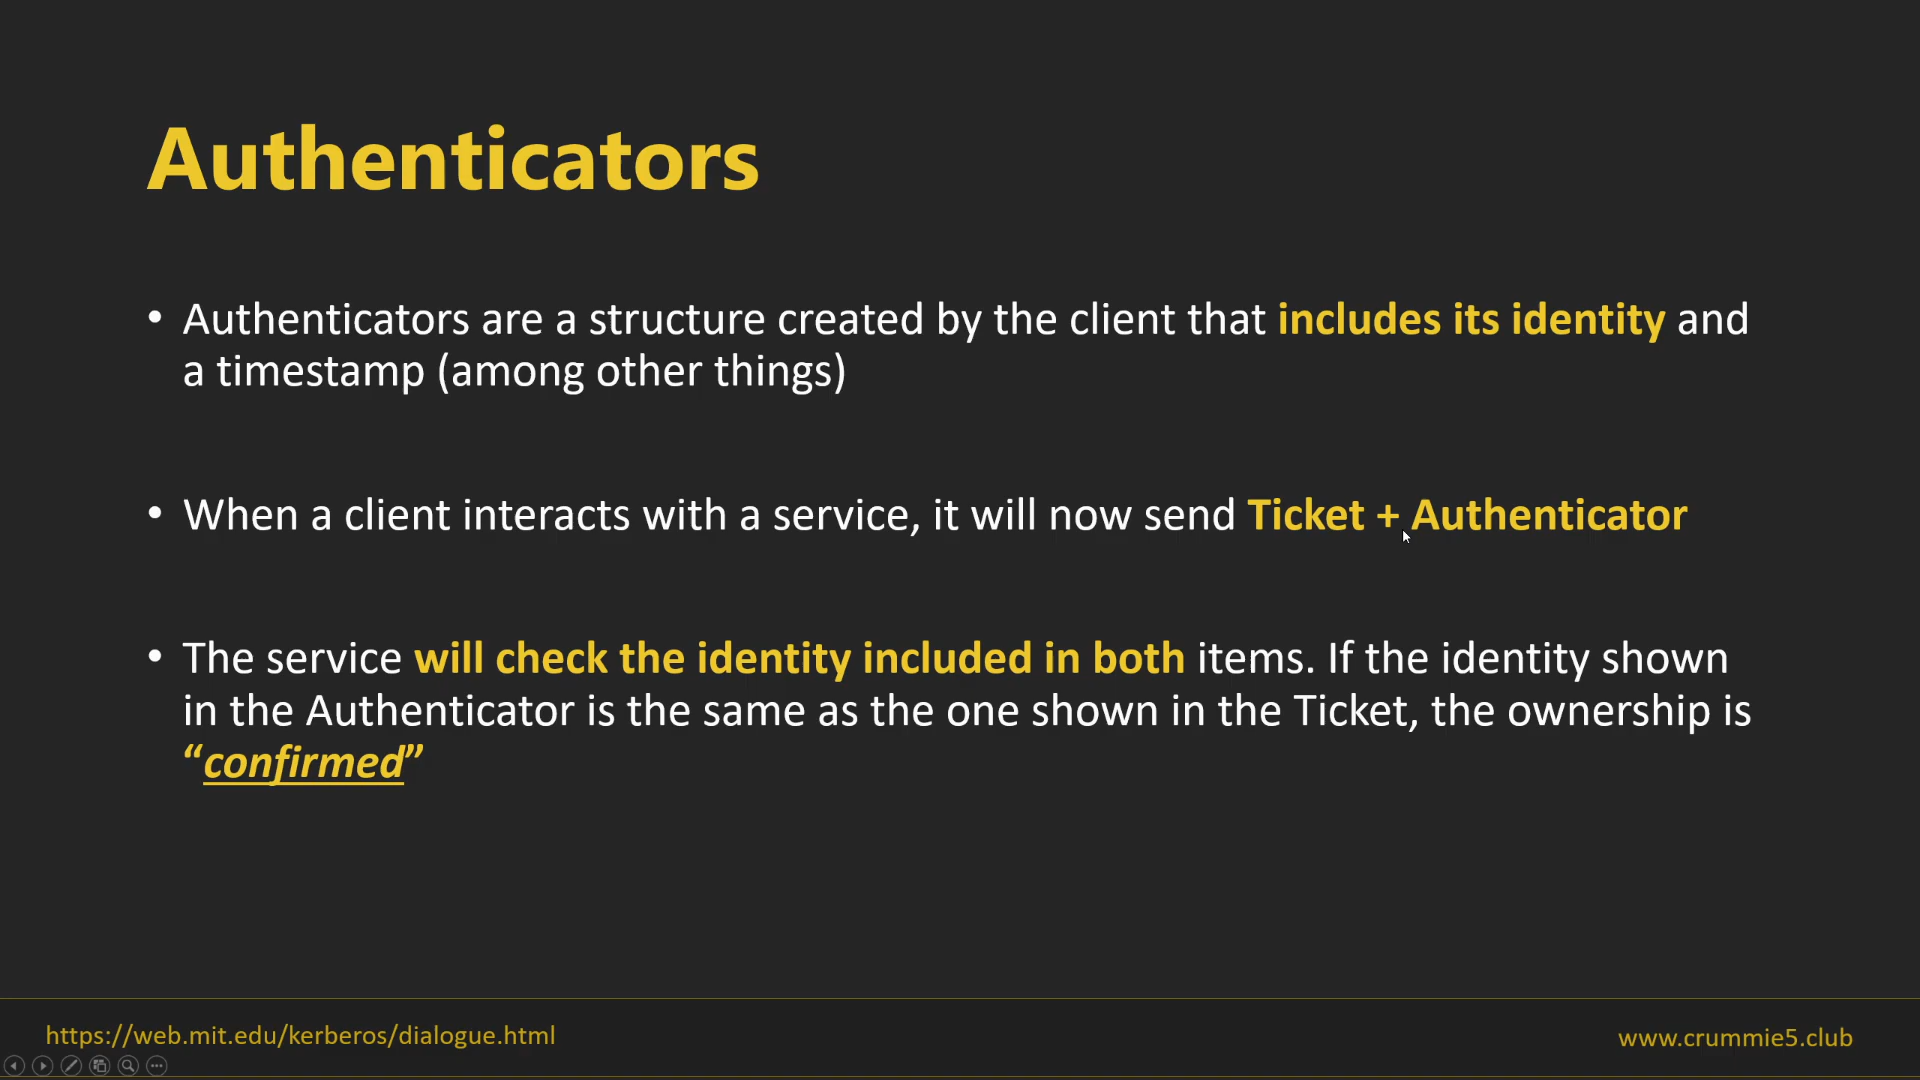 Authenticators
• Authenticators are a structure created by the client that includes its identity and
a timestamp (among other things)
• When a client interacts with a service, it will now send Ticket + Authenticator
• The service will check the identity included in both items. If the identity shown
in the Authenticator is the same as the one shown in the Ticket, the ownership is
“confirmed”
https://web.mit.edu/kerberos/dialogue.html
www.crummie5.club